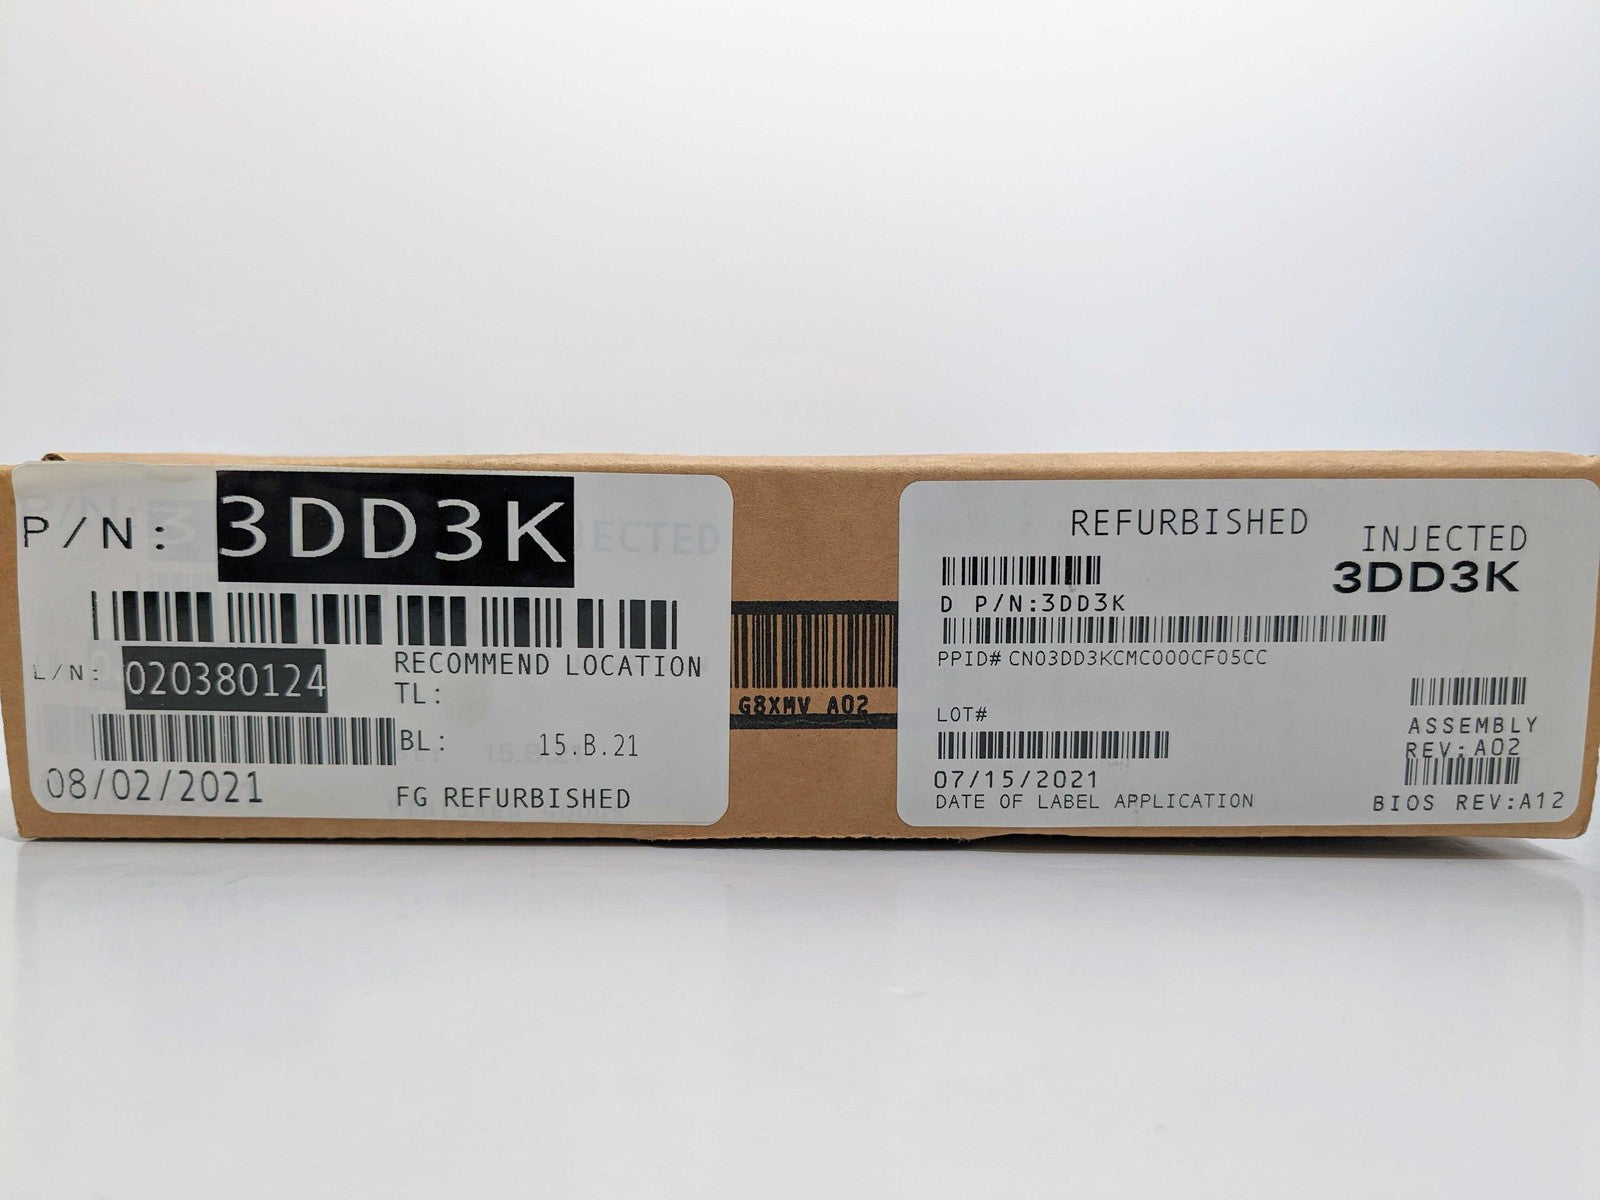 P/N: 3DD3K
L/N: 020380124
RECOMMEND LOCATION
TL:
BL: 15.B.21
08/02/2021
FG REFURBISHED
G8XMV A02
REFURBISHED
INJECTED
3DD3K
D P/N:3DD3K
PPID# CN03DD3KCMC000CF05CC
LOT#
07/15/2021
DATE OF LABEL APPLICATION
ASSEMBLY
REV:A02
BIOS REV:A12